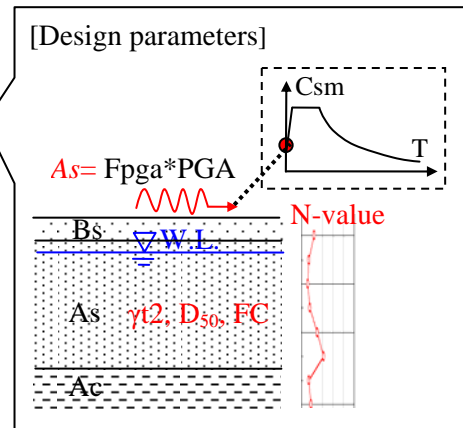 [Design parameters]
Csm
T
As= Fpga*PGA
N-value
Bs
W.L.
As
γt2, D50, FC
Ac